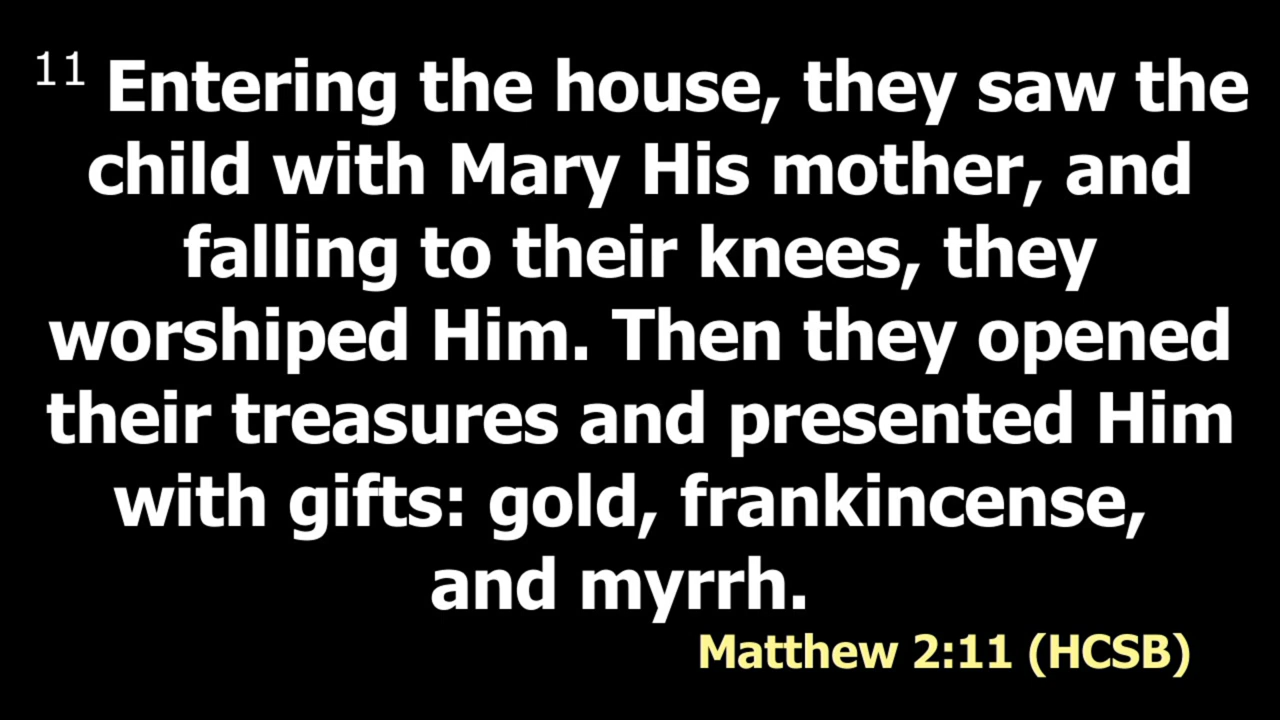 11 Entering the house, they saw the
child with Mary His mother, and
falling to their knees, they
worshiped Him. Then they opened
their treasures and presented Him
with gifts: gold, frankincense,
and myrrh.
Matthew 2:11 (HCSB)